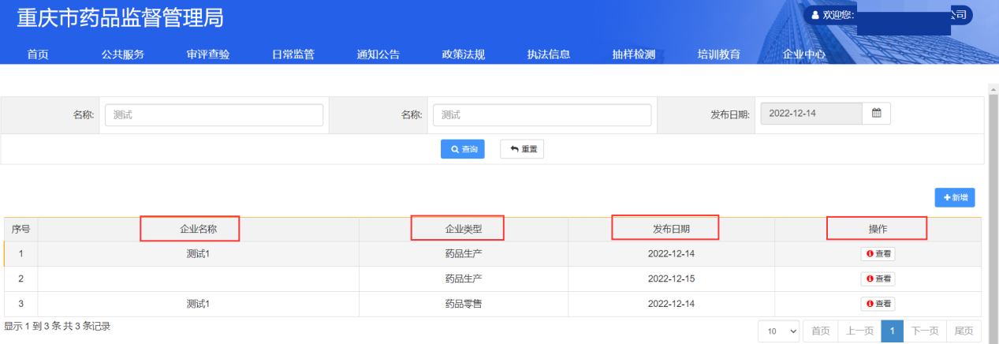 重庆市药品监督管理局
欢迎您: 公司
首页 公共服务 审评查验 日常监管 通知公告 政策法规 执法信息 抽样检测 培训教育 企业中心
名称: 测试 名称: 测试 发布日期: 2022-12-14
查询 重置
+新增
序号 企业名称 企业类型 发布日期 操作
1 测试1 药品生产 2022-12-14 查看
2 药品生产 2022-12-15 查看
3 测试1 药品零售 2022-12-14 查看
显示 1 到 3 条 共 3 条记录
10 首页 上一页 1 下一页 尾页